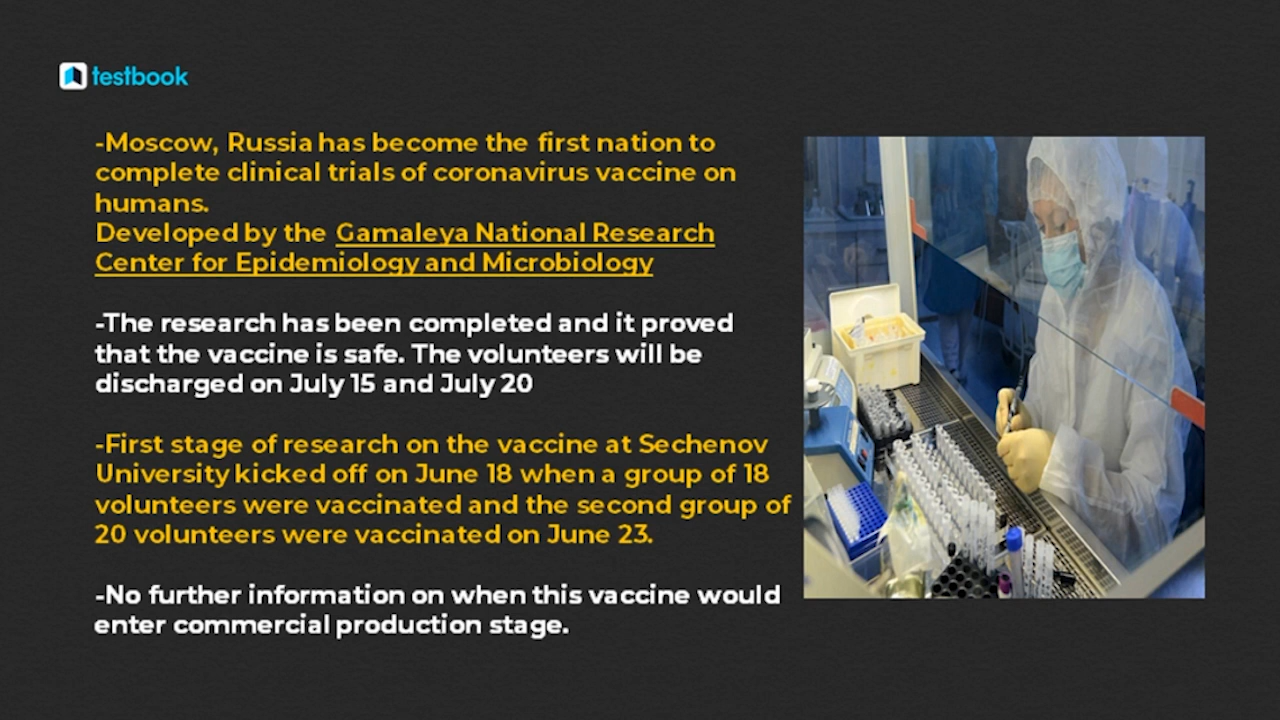 testbook
-Moscow, Russia has become the first nation to
complete clinical trials of coronavirus vaccine on
humans.
Developed by the Gamaleya National Research
Center for Epidemiology and Microbiology
-The research has been completed and it proved
that the vaccine is safe. The volunteers will be
discharged on July 15 and July 20
-First stage of research on the vaccine at Sechenov
University kicked off on June 18 when a group of 18
volunteers were vaccinated and the second group of
20 volunteers were vaccinated on June 23.
-No further information on when this vaccine would
enter commercial production stage.